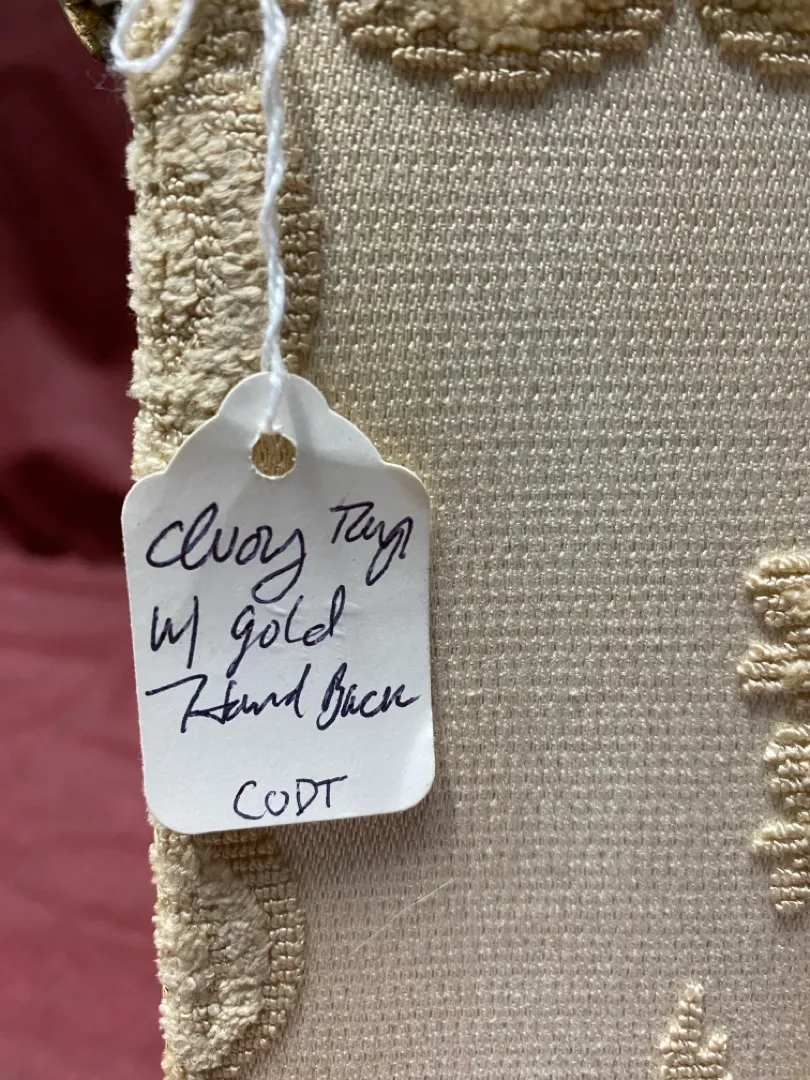 Ivory Tap
w/ gold
Hand Back
CODT